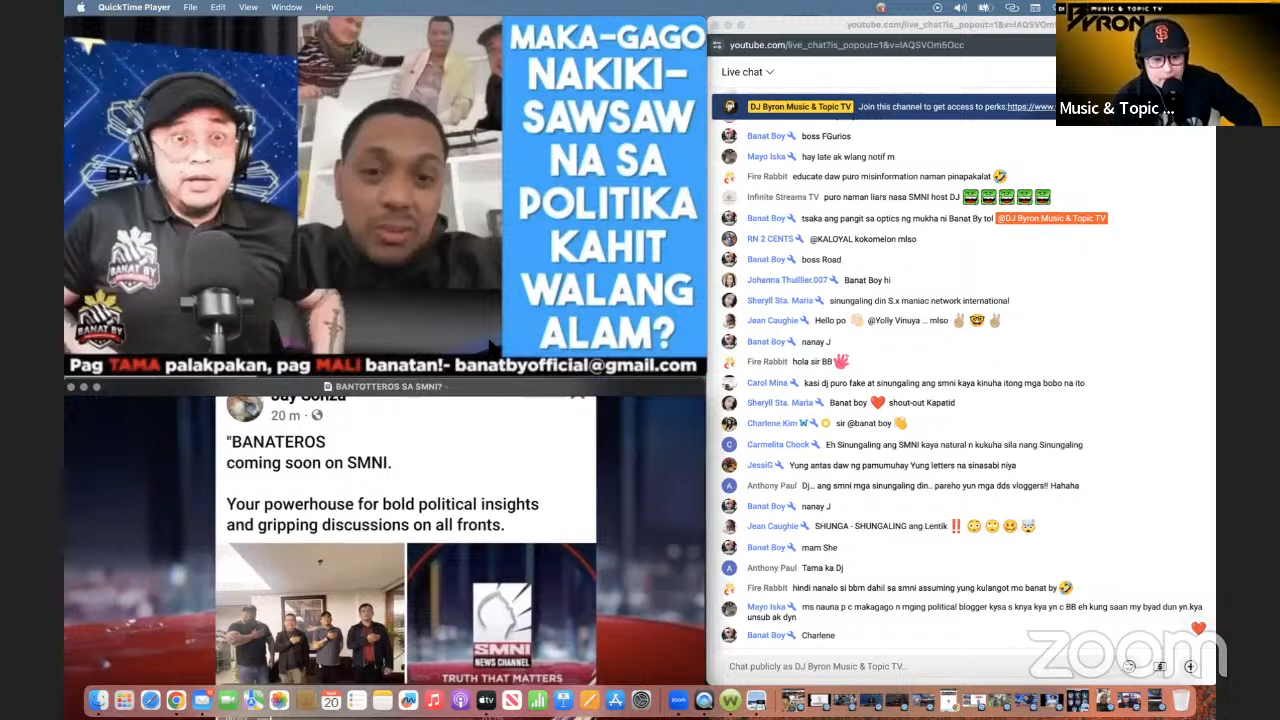 QuickTime Player File Edit View Window Help
MAKA-GAGO
NAKIKI-
SAWSAW
NA SA
POLITIKA
KAHIT
WALANG
ALAM?
BANAT BY
BANAT BY
Pag TAMA palakpakan, pag MALI banatan!- banatbyofficial@gmail.com
BANTOTTEROS SA SMNI?
20 m
"BANATEROS
coming soon on SMNI.
Your powerhouse for bold political insights
and gripping discussions on all fronts.
SMNI
NEWS CHANNEL
TRUTH THAT MATTERS
youtube.com/live_chat?is_popout=1&v=lAQSVOm5Occ
Live chat
DJ Byron Music & Topic TV Join this channel to get access to perks:https://www.
Banat Boy boss FGurios
Mayo Iska hay late ak wlang notif m
Fire Rabbit educate daw puro misinformation naman pinapakalat 🤣
Infinite Streams TV puro naman liars nasa SMNI host DJ
Banat Boy tsaka ang pangit sa optics ng mukha ni Banat By tol @DJ Byron Music & Topic TV
RN 2 CENTS @KALOYAL kokomelon mlso
Banat Boy boss Road
Johanna Thuillier.007 Banat Boy hi
Sheryll Sta. Maria sinungaling din S.x maniac network international
Jean Caughie Hello po 👋🏻 @Yolly Vinuya ... mlso ✌🏼 🤓 ✌🏼
Banat Boy nanay J
Fire Rabbit hola sir BB
Carol Mina kasi dj puro fake at sinungaling ang smni kaya kinuha itong mga bobo na ito
Sheryll Sta. Maria Banat boy ❤️ shout-out Kapatid
Charlene Kim 🦋 sir @banat boy 👏
Carmelita Chock Eh Sinungaling ang SMNI kaya natural n kukuha sila nang Sinungaling
JessiG Yung antas daw ng pamumuhay Yung letters na sinasabi niya
Anthony Paul Dj... ang smni mga sinungaling din.. pareho yun mga dds vloggers!! Hahaha
Banat Boy nanay J
Jean Caughie SHUNGA - SHUNGALING ang Lentik ‼️ 😳 🙄 🤐 🤯
Banat Boy mam She
Anthony Paul Tama ka Dj
Fire Rabbit hindi nanalo si bbm dahil sa smni assuming yung kulangot mo banat by 🤣
Mayo Iska ms nauna p c makagago n mging political blogger kysa s knya kya yn c BB eh kung saan my byad dun yn.kya
unsub ak dyn
Banat Boy Charlene
Chat publicly as DJ Byron Music & Topic TV...
MUSIC & TOPIC TV
BYRON
Music & Topic ...
zoom
20
zoom